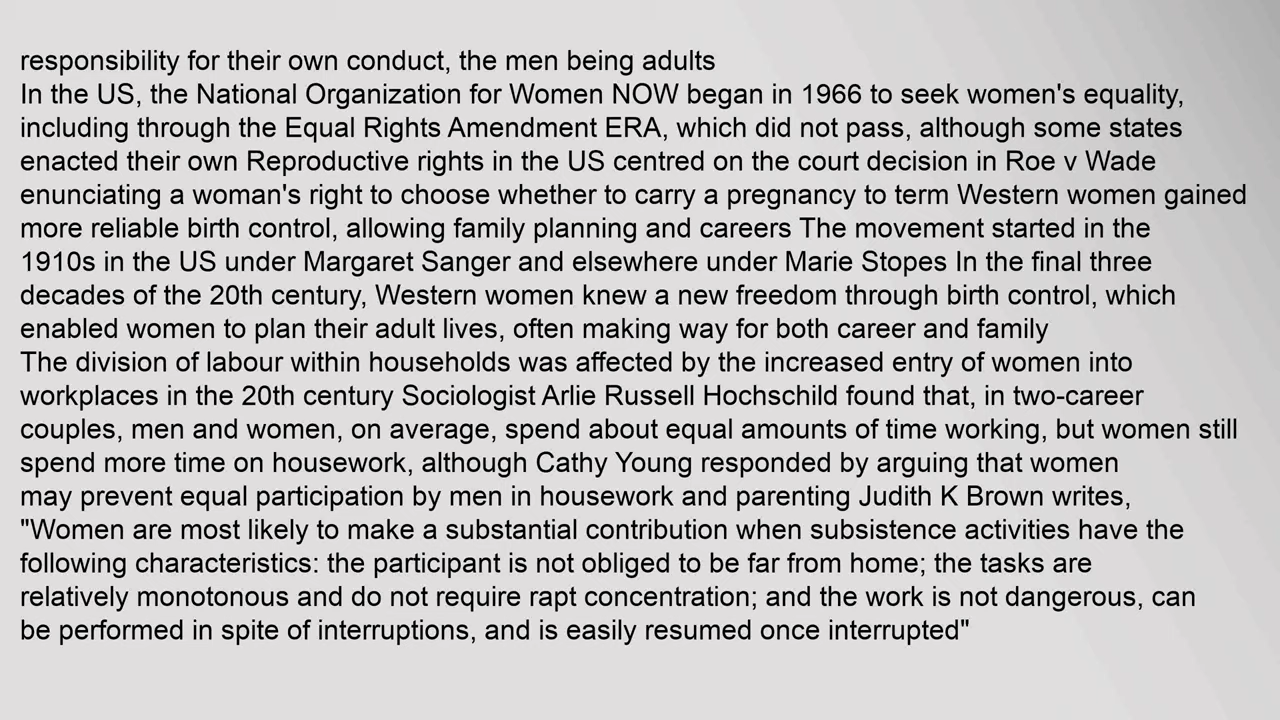 responsibility for their own conduct, the men being adults
In the US, the National Organization for Women NOW began in 1966 to seek women's equality,
including through the Equal Rights Amendment ERA, which did not pass, although some states
enacted their own Reproductive rights in the US centred on the court decision in Roe v Wade
enunciating a woman's right to choose whether to carry a pregnancy to term Western women gained
more reliable birth control, allowing family planning and careers The movement started in the
1910s in the US under Margaret Sanger and elsewhere under Marie Stopes In the final three
decades of the 20th century, Western women knew a new freedom through birth control, which
enabled women to plan their adult lives, often making way for both career and family
The division of labour within households was affected by the increased entry of women into
workplaces in the 20th century Sociologist Arlie Russell Hochschild found that, in two-career
couples, men and women, on average, spend about equal amounts of time working, but women still
spend more time on housework, although Cathy Young responded by arguing that women
may prevent equal participation by men in housework and parenting Judith K Brown writes,
"Women are most likely to make a substantial contribution when subsistence activities have the
following characteristics: the participant is not obliged to be far from home; the tasks are
relatively monotonous and do not require rapt concentration; and the work is not dangerous, can
be performed in spite of interruptions, and is easily resumed once interrupted"